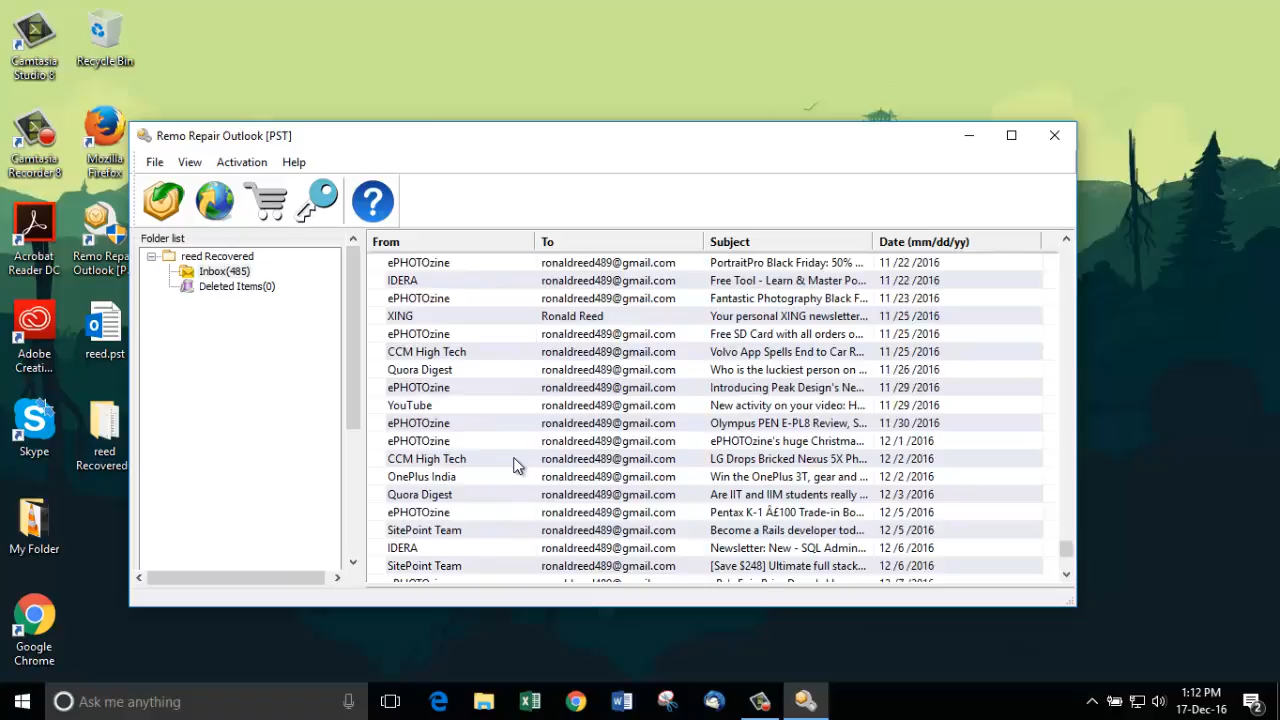 Camtasia
Studio 8
Recycle Bin
Camtasia
Recorder 8
Mozilla
Firefox
Acrobat
Reader DC
Remo Repair
Outlook [P...
Adobe
Creati...
reed.pst
Skype
reed
Recovered
My Folder
Google
Chrome
Remo Repair Outlook [PST]
File View Activation Help
Folder list
reed Recovered
Inbox(485)
Deleted Items(0)
From To Subject Date (mm/dd/yy)
ePHOTOzine ronaldreed489@gmail.com PortraitPro Black Friday: 50% ... 11 /22 /2016
IDERA ronaldreed489@gmail.com Free Tool - Learn & Master Po... 11 /22 /2016
ePHOTOzine ronaldreed489@gmail.com Fantastic Photography Black F... 11 /23 /2016
XING Ronald Reed Your personal XING newsletter... 11 /25 /2016
ePHOTOzine ronaldreed489@gmail.com Free SD Card with all orders o... 11 /25 /2016
CCM High Tech ronaldreed489@gmail.com Volvo App Spells End to Car R... 11 /25 /2016
Quora Digest ronaldreed489@gmail.com Who is the luckiest person on ... 11 /26 /2016
ePHOTOzine ronaldreed489@gmail.com Introducing Peak Design's Ne... 11 /29 /2016
YouTube ronaldreed489@gmail.com New activity on your video: H... 11 /29 /2016
ePHOTOzine ronaldreed489@gmail.com Olympus PEN E-PL8 Review, S... 11 /30 /2016
ePHOTOzine ronaldreed489@gmail.com ePHOTOzine's huge Christma... 12 /1 /2016
CCM High Tech ronaldreed489@gmail.com LG Drops Bricked Nexus 5X Ph... 12 /2 /2016
OnePlus India ronaldreed489@gmail.com Win the OnePlus 3T, gear and ... 12 /2 /2016
Quora Digest ronaldreed489@gmail.com Are IIT and IIM students really ... 12 /3 /2016
ePHOTOzine ronaldreed489@gmail.com Pentax K-1 Â£100 Trade-in Bo... 12 /5 /2016
SitePoint Team ronaldreed489@gmail.com Become a Rails developer tod... 12 /5 /2016
IDERA ronaldreed489@gmail.com Newsletter: New - SQL Admin... 12 /6 /2016
SitePoint Team ronaldreed489@gmail.com [Save $248] Ultimate full stack... 12 /6 /2016
Ask me anything
1:12 PM
17-Dec-16
2